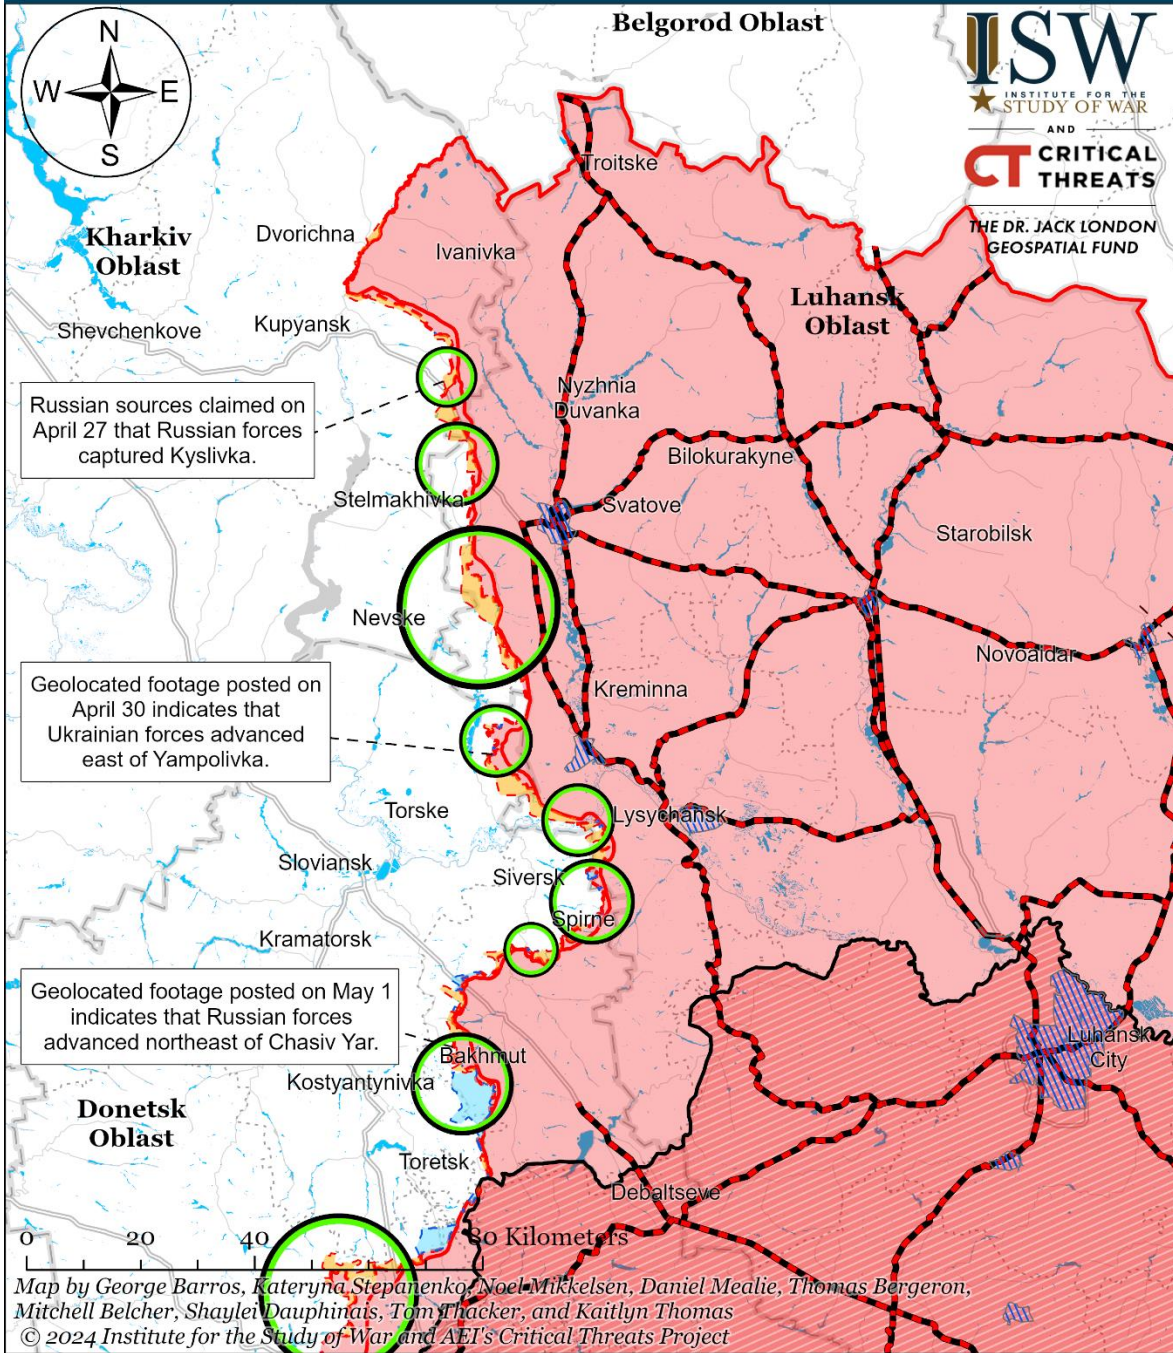 Belgorod Oblast
N
W
E
S
ISW
INSTITUTE FOR THE
STUDY OF WAR
AND
CT CRITICAL
THREATS
THE DR. JACK LONDON
GEOSPATIAL FUND
Troitske
Kharkiv
Oblast
Dvorichna
Ivanivka
Luhansk
Oblast
Shevchenkove
Kupyansk
Nyzhnia
Duvanka
Russian sources claimed on
April 27 that Russian forces
captured Kyslivka.
Bilokurakyne
Stelmakhivka
Svatove
Starobilsk
Nevske
Novoaidar
Kreminna
Geolocated footage posted on
April 30 indicates that
Ukrainian forces advanced
east of Yampolivka.
Torske
Lysychansk
Sloviansk
Siversk
Spirne
Kramatorsk
Geolocated footage posted on May 1
indicates that Russian forces
advanced northeast of Chasiv Yar.
Bakhmut
Luhansk
City
Kostyantynivka
Donetsk
Oblast
Toretsk
Debaltseve
0 20 40 80 Kilometers
Map by George Barros, Kateryna Stepanenko, Noel Mikkelsen, Daniel Mealie, Thomas Bergeron,
Mitchell Belcher, Shaylei Dauphinais, Tom Thacker, and Kaitlyn Thomas
© 2024 Institute for the Study of War and AEI's Critical Threats Project